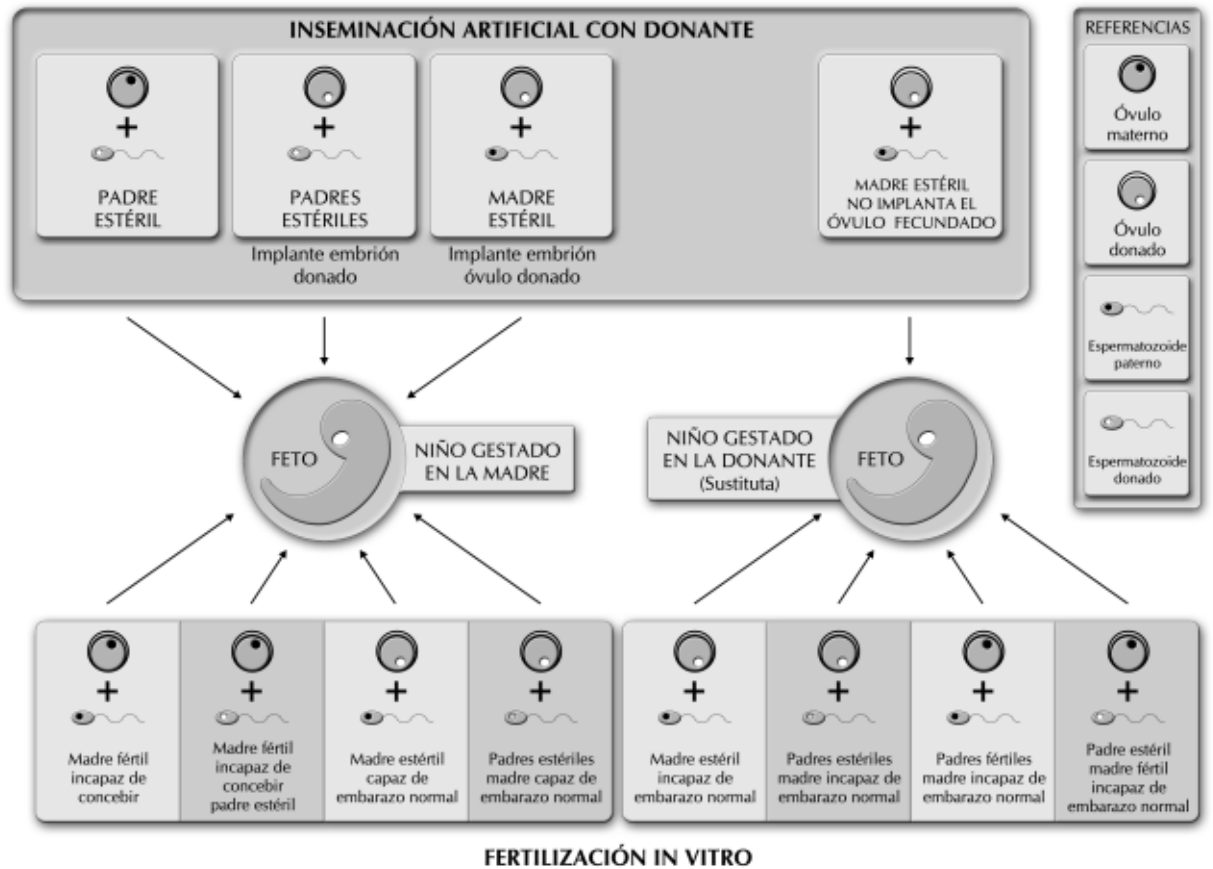 INSEMINACIÓN ARTIFICIAL CON DONANTE
+
PADRE
ESTÉRIL
+
PADRES
ESTÉRILES
Implante embrión
donado
+
MADRE
ESTÉRIL
Implante embrión
óvulo donado
+
MADRE ESTÉRIL
NO IMPLANTA EL
ÓVULO FECUNDADO
REFERENCIAS
Óvulo
materno
Óvulo
donado
Espermatozoide
paterno
Espermatozoide
donado
FETO
NIÑO GESTADO
EN LA MADRE
NIÑO GESTADO
EN LA DONANTE
(Sustituta)
FETO
+
Madre fértil
incapaz de
concebir
+
Madre fértil
incapaz de
concebir
padre estéril
+
Madre estértil
capaz de
embarazo normal
+
Padres estériles
madre capaz de
embarazo normal
+
Madre estéril
incapaz de
embarazo normal
+
Padres estériles
madre incapaz de
embarazo normal
+
Padres fértiles
madre incapaz de
embarazo normal
+
Padre estéril
madre fértil
incapaz de
embarazo normal
FERTILIZACIÓN IN VITRO